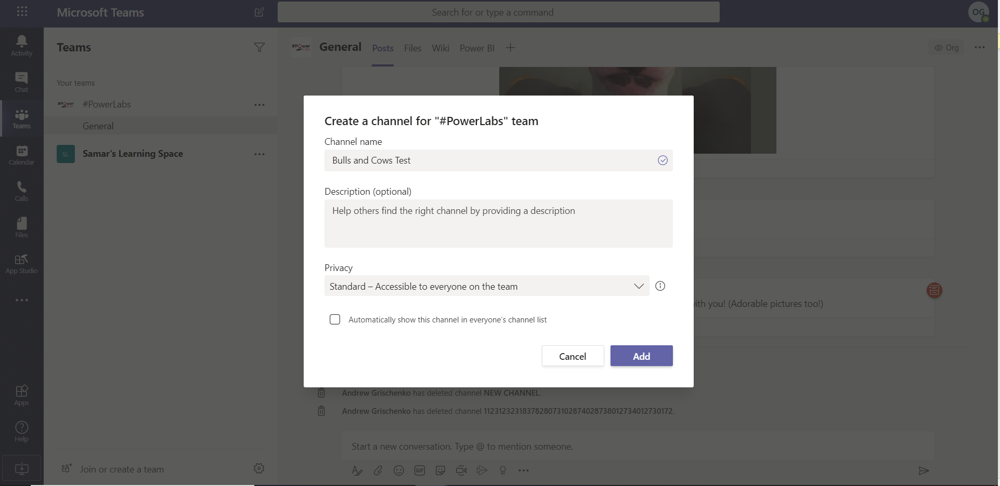 Microsoft Teams
Search for or type a command
OG
Activity
Chat
Teams
Calendar
Calls
Files
App Studio
Apps
Help
Teams
Your teams
#PowerLabs
General
SL
Samar's Learning Space
Join or create a team
#Power
General
Posts
Files
Wiki
Power BI
Org
Create a channel for "#PowerLabs" team
Channel name
Bulls and Cows Test
Description (optional)
Help others find the right channel by providing a description
Privacy
Standard – Accessible to everyone on the team
Automatically show this channel in everyone's channel list
Cancel
Add
with you! (Adorable pictures too!)
Andrew Grischenko has deleted channel NEW CHANNEL.
Andrew Grischenko has deleted channel 1123123231837828073102874028738012734012730172.
Start a new conversation. Type @ to mention someone.
GIF